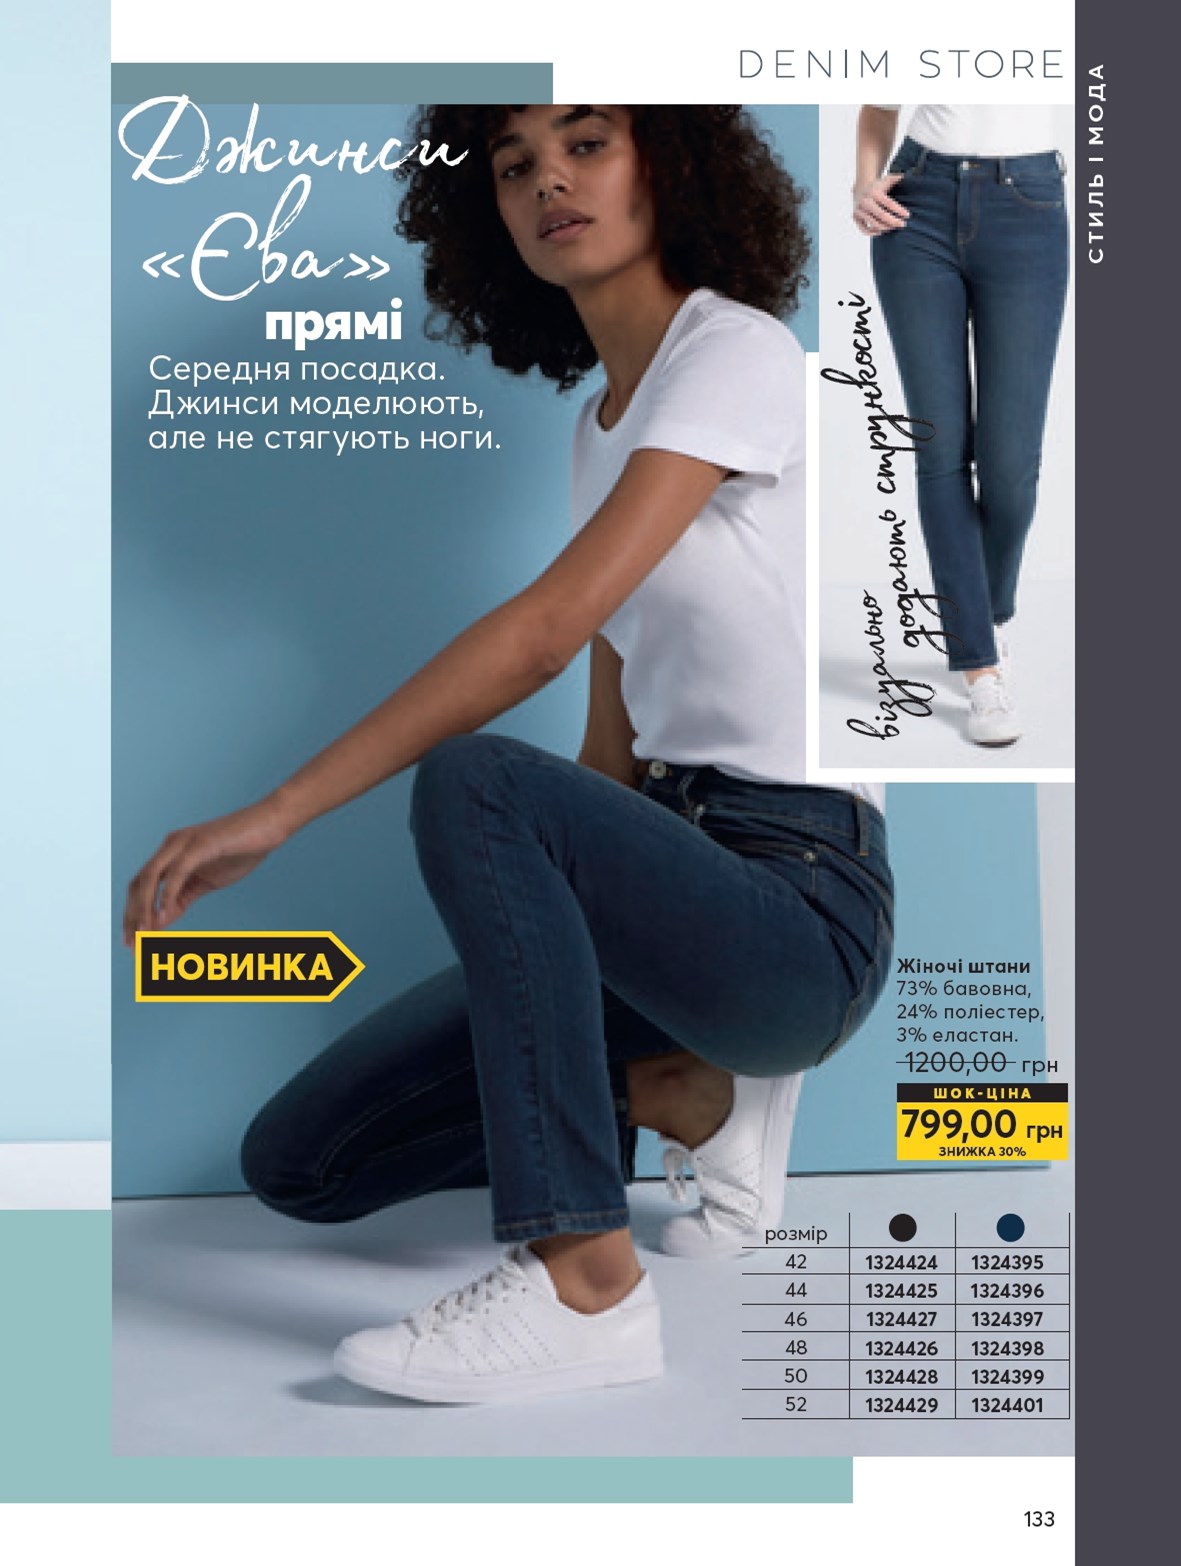 DENIM STORE
СТИЛЬ І МОДА
Джинси
«Єва»
прямі
Середня посадка.
Джинси моделюють,
але не стягують ноги.
візуально
додають стрункості
НОВИНКА
Жіночі штани
73% бавовна,
24% поліестер,
3% еластан.
1200,00 грн
ШОК-ЦІНА
799,00 грн
ЗНИЖКА 30%
розмір
42 1324424 1324395
44 1324425 1324396
46 1324427 1324397
48 1324426 1324398
50 1324428 1324399
52 1324429 1324401
133